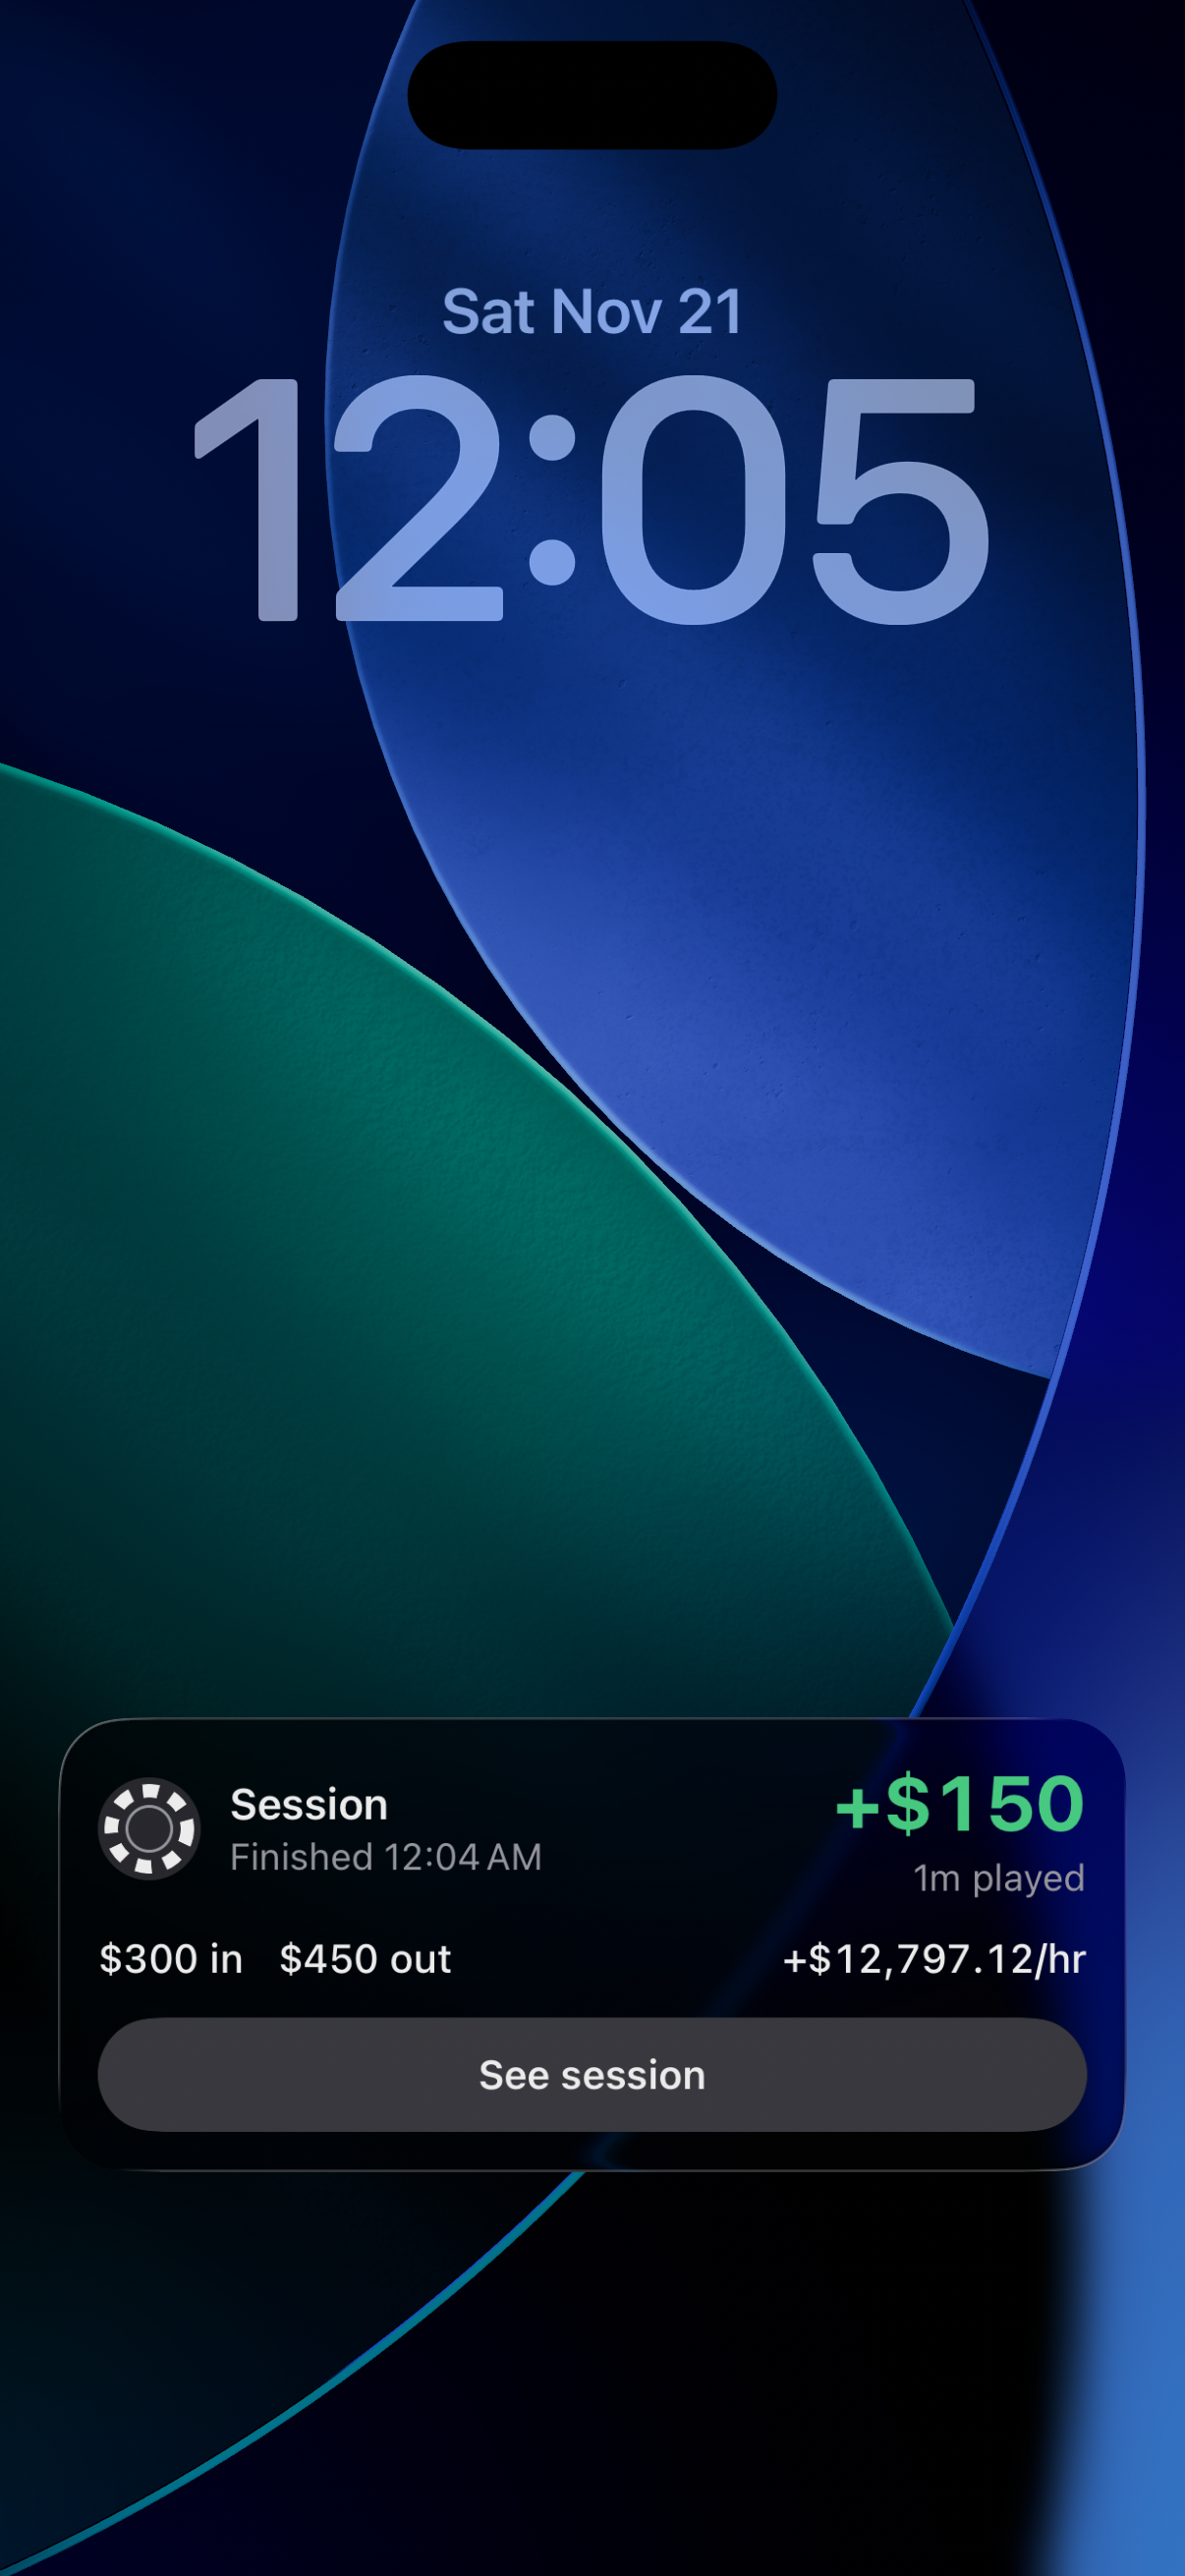 Sat Nov 21
12:05
Session
Finished 12:04 AM
+$150
1m played
$300 in $450 out
+$12,797.12/hr
See session